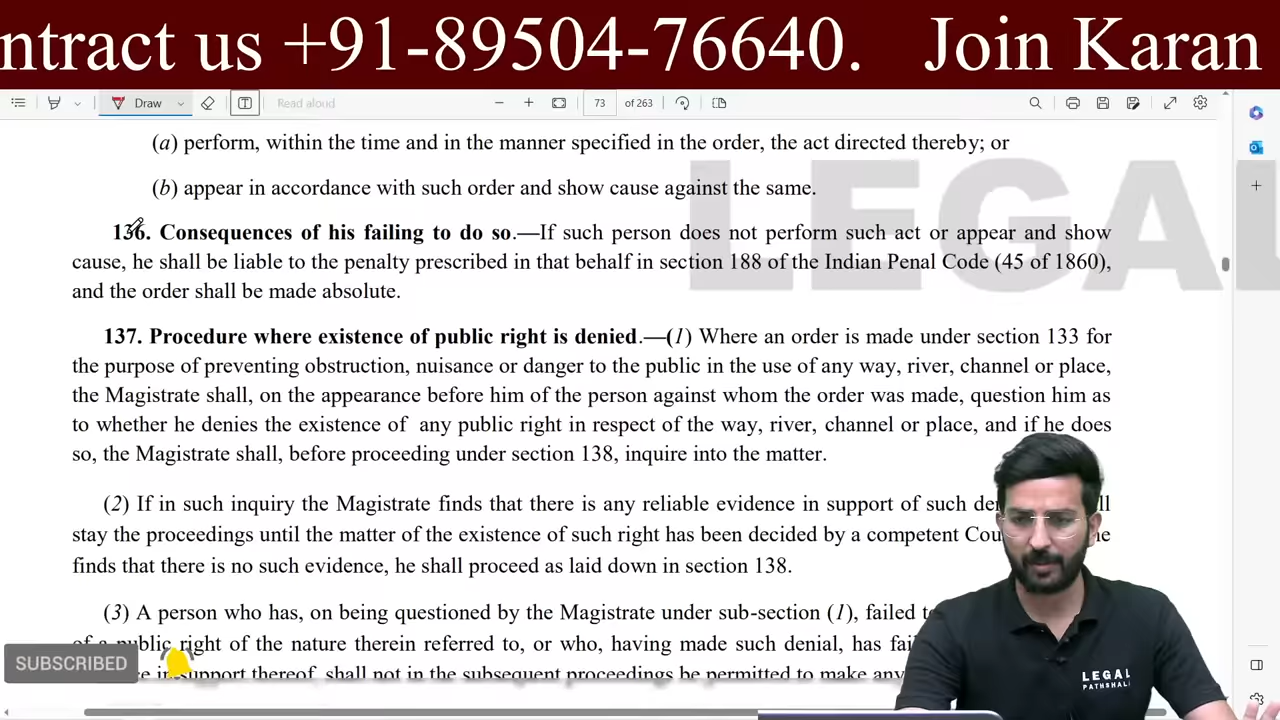 ntract us +91-89504-76640. Join Karan
Draw
Read aloud
73 of 263
(a) perform, within the time and in the manner specified in the order, the act directed thereby; or
(b) appear in accordance with such order and show cause against the same.
LEGAL
136. Consequences of his failing to do so.—If such person does not perform such act or appear and show
cause, he shall be liable to the penalty prescribed in that behalf in section 188 of the Indian Penal Code (45 of 1860),
and the order shall be made absolute.
137. Procedure where existence of public right is denied.—(1) Where an order is made under section 133 for
the purpose of preventing obstruction, nuisance or danger to the public in the use of any way, river, channel or place,
the Magistrate shall, on the appearance before him of the person against whom the order was made, question him as
to whether he denies the existence of any public right in respect of the way, river, channel or place, and if he does
so, the Magistrate shall, before proceeding under section 138, inquire into the matter.
(2) If in such inquiry the Magistrate finds that there is any reliable evidence in support of such
stay the proceedings until the matter of the existence of such right has been decided by a competent
finds that there is no such evidence, he shall proceed as laid down in section 138.
(3) A person who has, on being questioned by the Magistrate under sub-section (1), failed
of a public right of the nature therein referred to, or who, having made such denial, has
in support thereof, shall not in the subsequent proceedings be permitted to make any
SUBSCRIBED
LEGAL
PATHSHALA